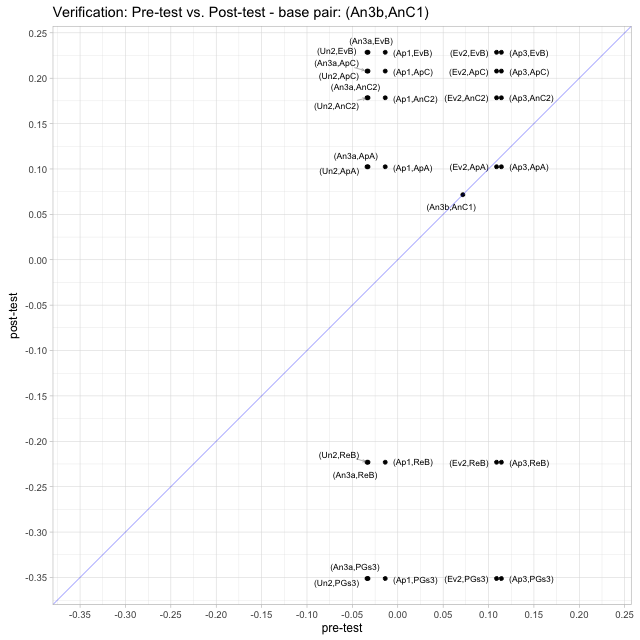 Verification: Pre-test vs. Post-test - base pair: (An3b,AnC1)
0.25
(An3a,EvB)
(Un2,EvB) (Ap1,EvB) (Ev2,EvB) (Ap3,EvB)
(An3a,ApC)
(Un2,ApC) (Ap1,ApC) (Ev2,ApC) (Ap3,ApC)
0.20
(An3a,AnC2)
(Un2,AnC2) (Ap1,AnC2) (Ev2,AnC2) (Ap3,AnC2)
0.15
(An3a,ApA)
(Un2,ApA) (Ap1,ApA) (Ev2,ApA) (Ap3,ApA)
0.10
(An3b,AnC1)
0.05
0.00
-0.05
post-test
-0.10
-0.15
-0.20
(Un2,ReB) (Ap1,ReB) (Ev2,ReB) (Ap3,ReB)
(An3a,ReB)
-0.25
-0.30
(An3a,PGs3)
-0.35
(Un2,PGs3) (Ap1,PGs3) (Ev2,PGs3) (Ap3,PGs3)
-0.35 -0.30 -0.25 -0.20 -0.15 -0.10 -0.05 0.00 0.05 0.10 0.15 0.20 0.25
pre-test